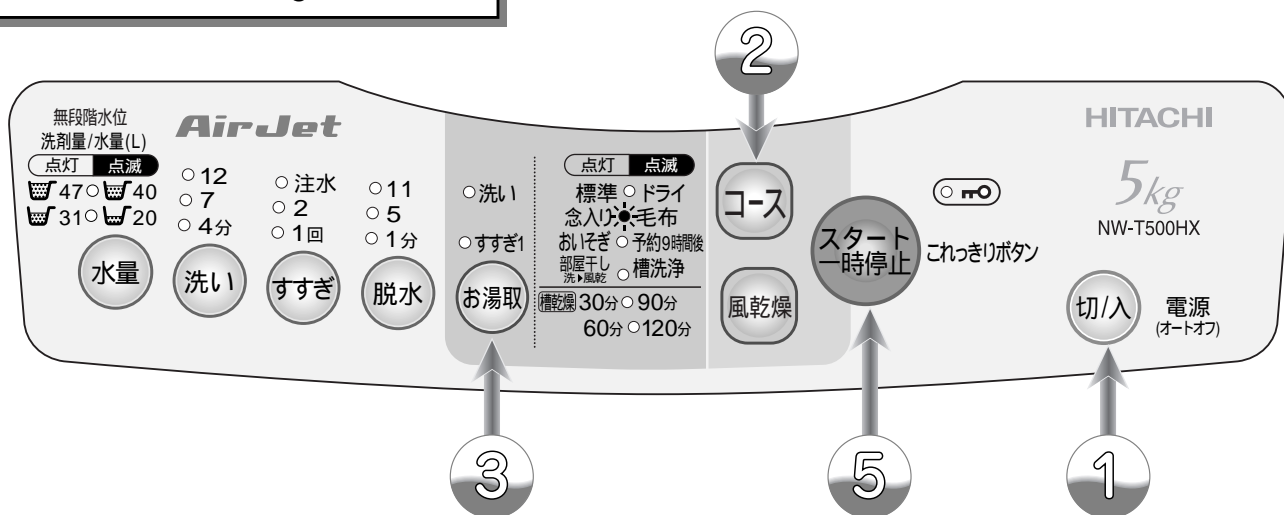 ②
無段階水位
洗剤量/水量(L)
点灯 点滅
47 40
31 20
水量
AirJet
12
7
4分
洗い
注水
2
1回
すすぎ
11
5
1分
脱水
洗い
すすぎ1
お湯取
点灯 点滅
標準 ドライ
念入り 毛布
おいそぎ 予約9時間後
部屋干し 槽洗浄
洗▶風乾
槽乾燥 30分 90分
60分 120分
コース
風乾燥
スタート
一時停止
これっきりボタン
HITACHI
5kg
NW-T500HX
切/入
電源
(オートオフ)
③
⑤
①